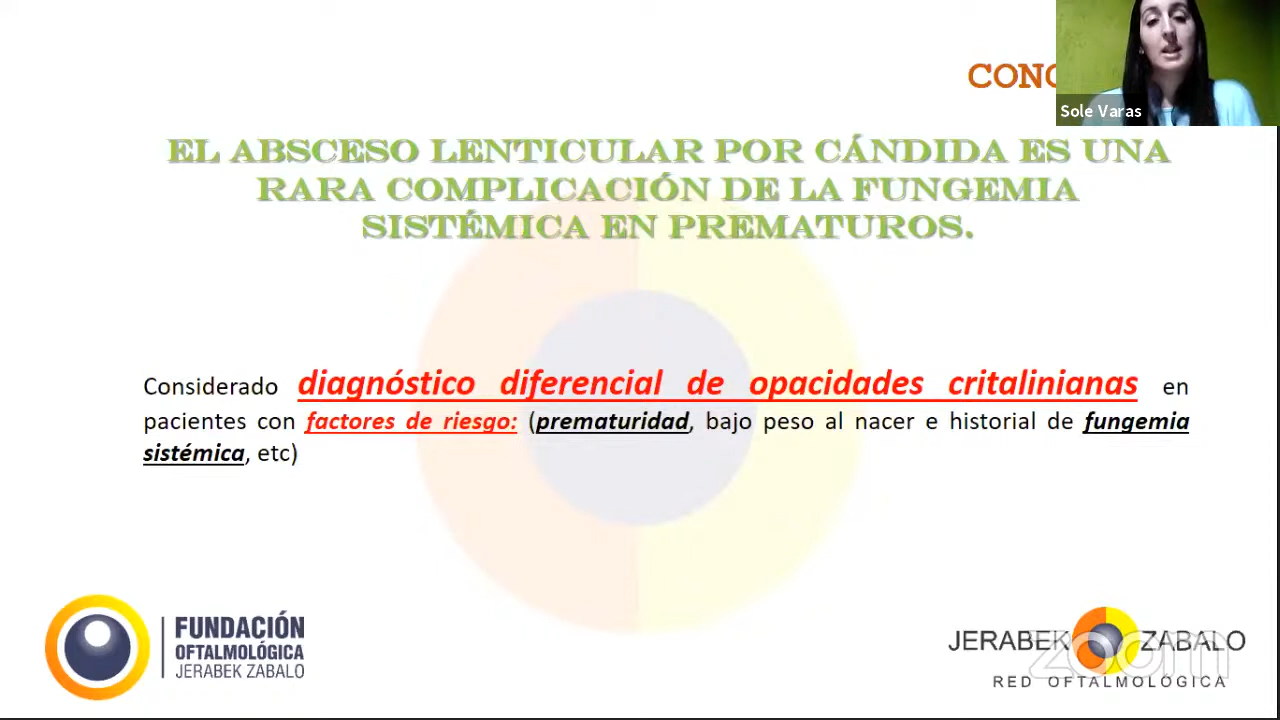 Sole Varas
EL ABSCESO LENTICULAR POR CÁNDIDA ES UNA
RARA COMPLICACIÓN DE LA FUNGEMIA
SISTÉMICA EN PREMATUROS.
Considerado diagnóstico diferencial de opacidades critalinianas en
pacientes con factores de riesgo: (prematuridad, bajo peso al nacer e historial de fungemia
sistémica, etc)
FUNDACIÓN
OFTALMOLÓGICA
JERABEK ZABALO
JERABEK ZABALO
RED OFTALMOLÓGICA
zoom